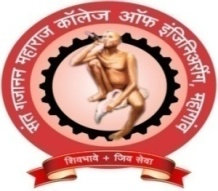 संत गजानन महाराज कॉलेज ऑफ इंजिनिअरींग, महागांव
शिवभावे + जिव सेवा